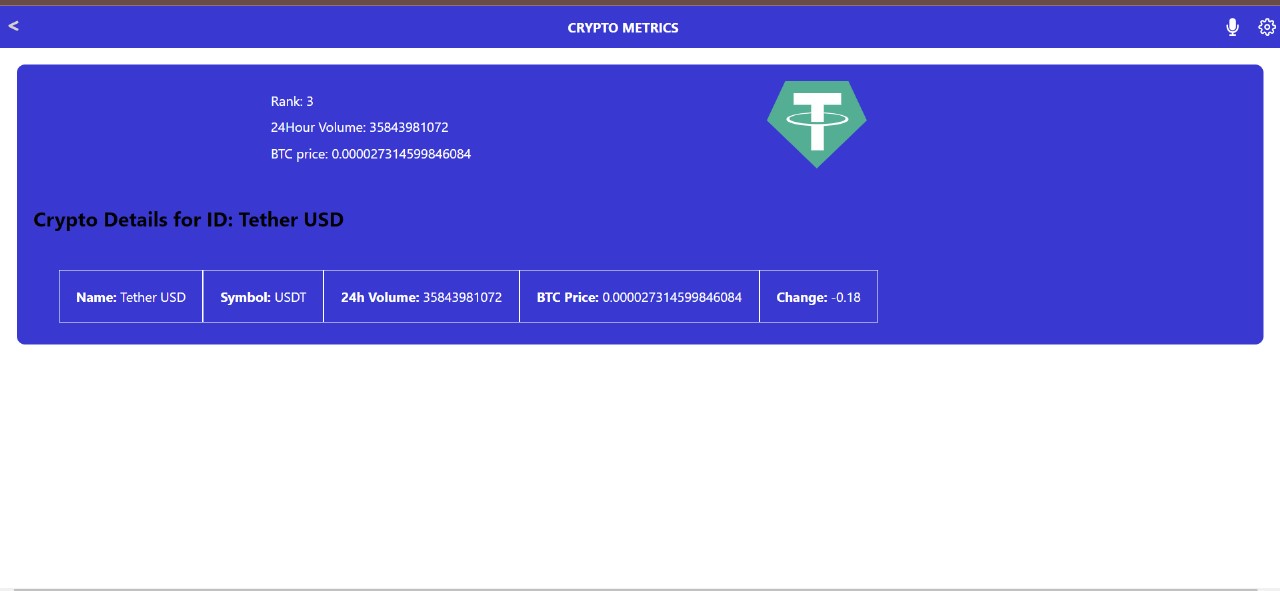 <
CRYPTO METRICS
Rank: 3
24Hour Volume: 35843981072
BTC price: 0.000027314599846084
Crypto Details for ID: Tether USD
Name: Tether USD Symbol: USDT 24h Volume: 35843981072 BTC Price: 0.000027314599846084 Change: -0.18